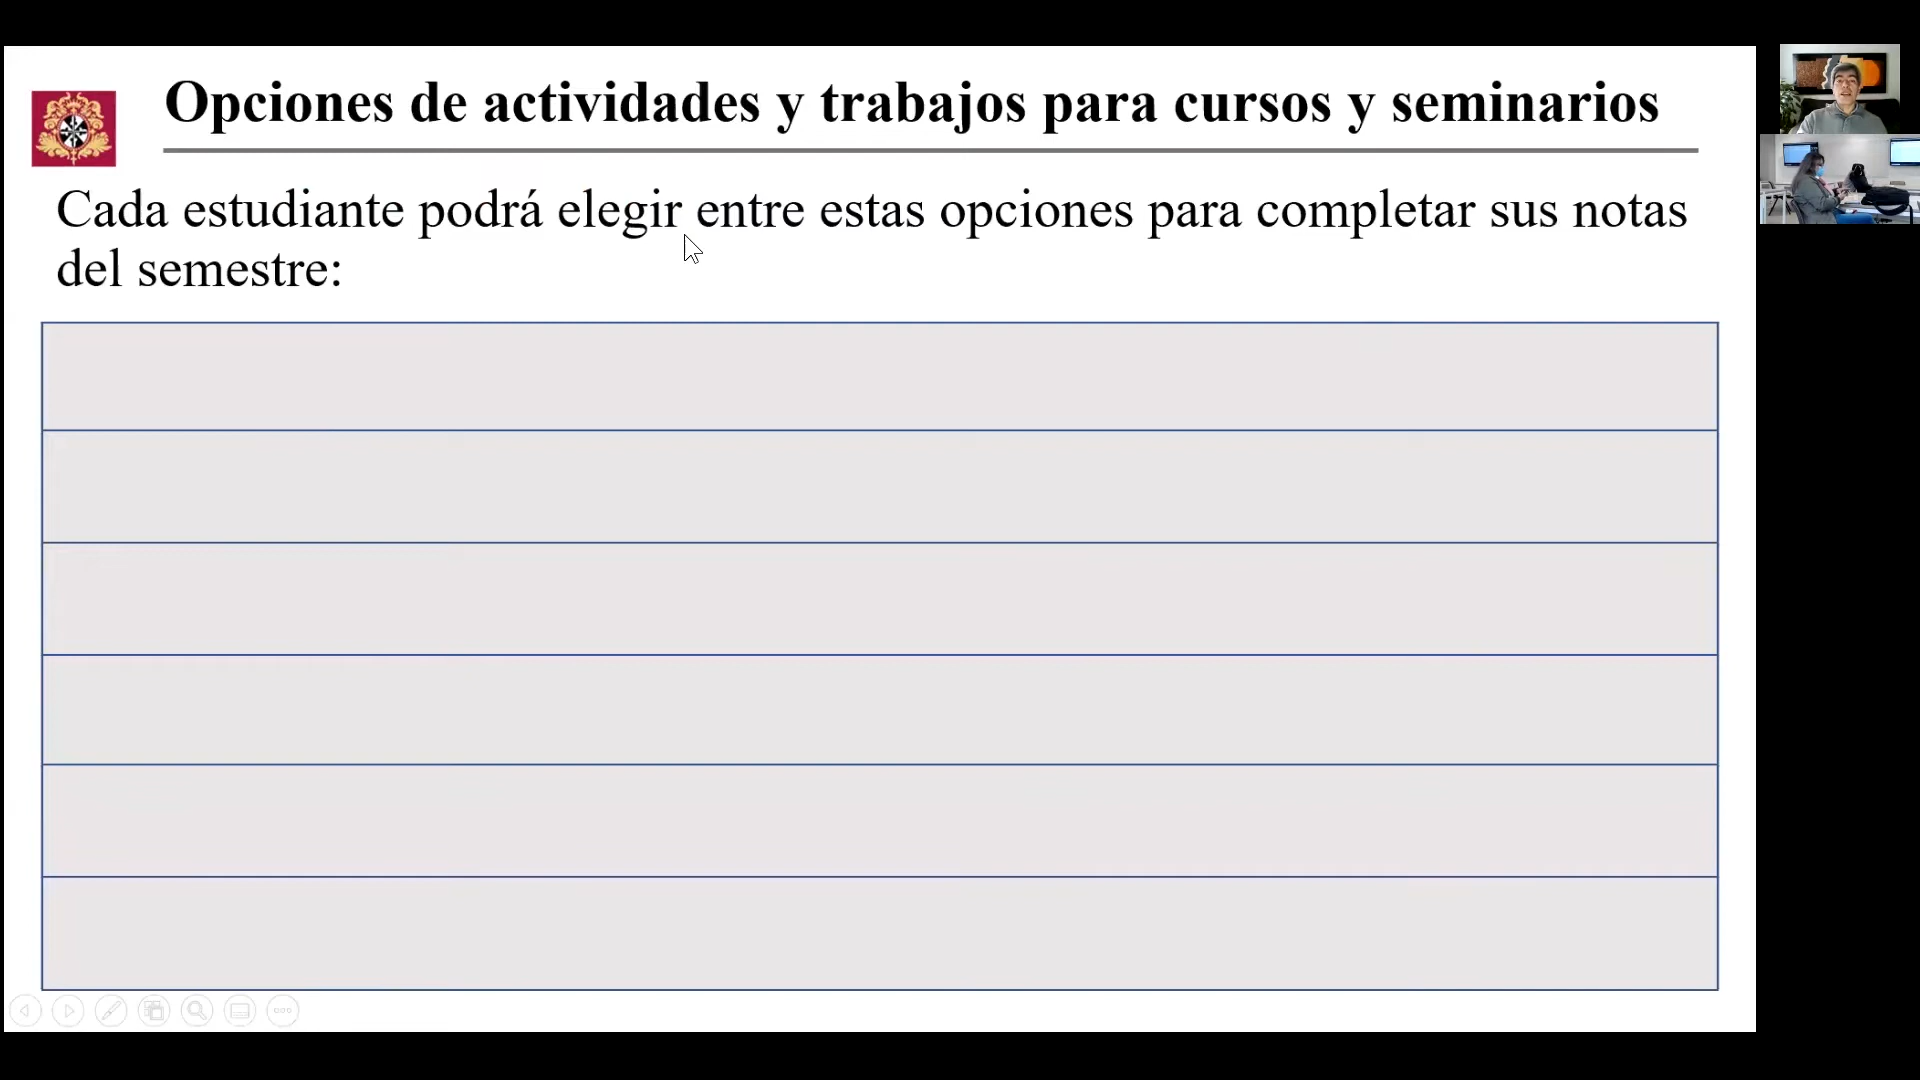 Opciones de actividades y trabajos para cursos y seminarios
Cada estudiante podrá elegir entre estas opciones para completar sus notas
del semestre: